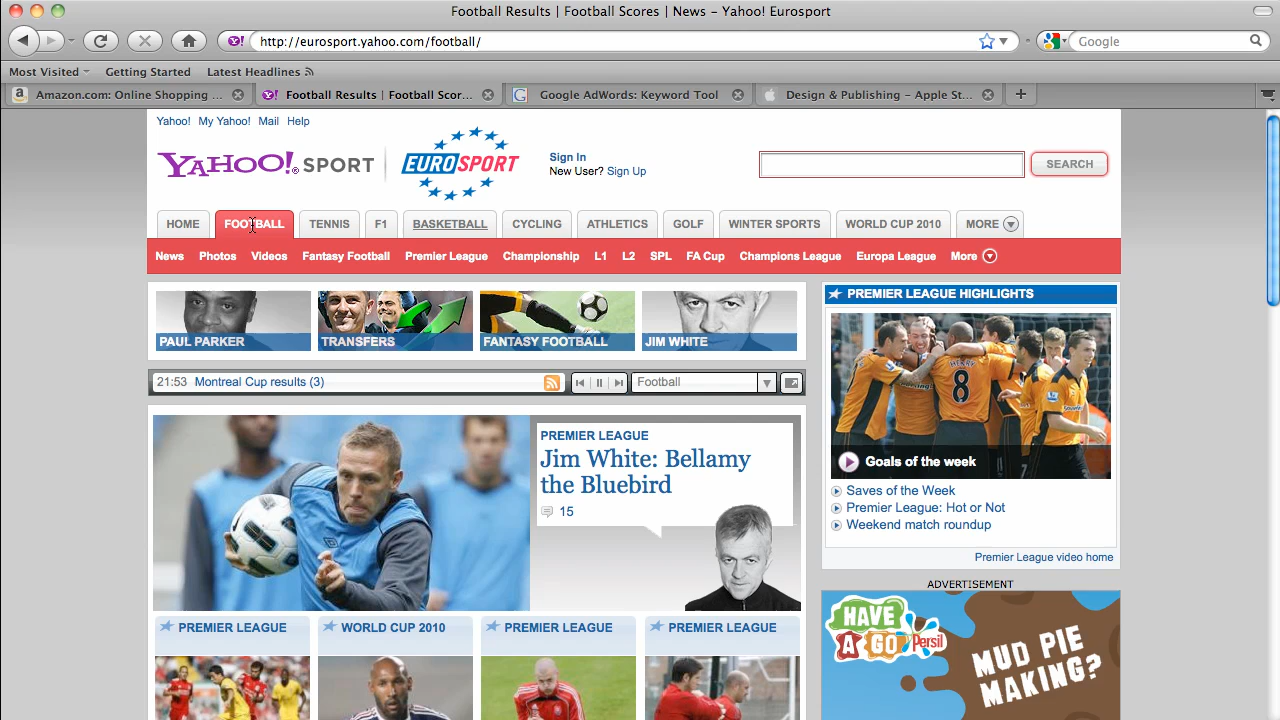 Football Results | Football Scores | News – Yahoo! Eurosport
Y! http://eurosport.yahoo.com/football/
Google
Most Visited
Getting Started
Latest Headlines
Amazon.com: Online Shopping ...
Football Results | Football Scor...
Google AdWords: Keyword Tool
Design & Publishing – Apple St...
Yahoo! My Yahoo! Mail Help
YAHOO!® SPORT
EUROSPORT
Sign In
New User? Sign Up
SEARCH
HOME FOOTBALL TENNIS F1 BASKETBALL CYCLING ATHLETICS GOLF WINTER SPORTS WORLD CUP 2010 MORE
News Photos Videos Fantasy Football Premier League Championship L1 L2 SPL FA Cup Champions League Europa League More
PAUL PARKER
TRANSFERS
FANTASY FOOTBALL
JIM WHITE
21:53 Montreal Cup results (3)
Football
PREMIER LEAGUE
Jim White: Bellamy
the Bluebird
15
PREMIER LEAGUE
WORLD CUP 2010
PREMIER LEAGUE
PREMIER LEAGUE
PREMIER LEAGUE HIGHLIGHTS
HENRY
8
Goals of the week
Saves of the Week
Premier League: Hot or Not
Weekend match roundup
Premier League video home
ADVERTISEMENT
HAVE
A GO
Persil
MUD PIE
MAKING?